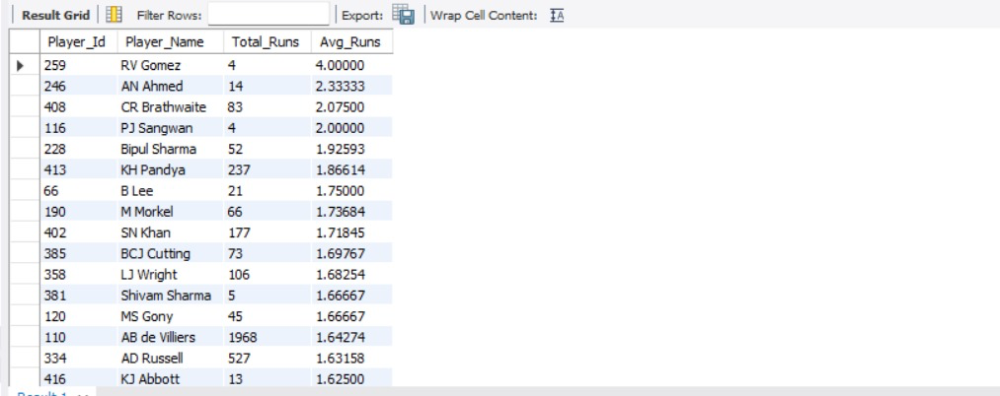 Result Grid Filter Rows: Export: Wrap Cell Content: IA
Player_Id Player_Name Total_Runs Avg_Runs
259 RV Gomez 4 4.00000
246 AN Ahmed 14 2.33333
408 CR Brathwaite 83 2.07500
116 PJ Sangwan 4 2.00000
228 Bipul Sharma 52 1.92593
413 KH Pandya 237 1.86614
66 B Lee 21 1.75000
190 M Morkel 66 1.73684
402 SN Khan 177 1.71845
385 BCJ Cutting 73 1.69767
358 LJ Wright 106 1.68254
381 Shivam Sharma 5 1.66667
120 MS Gony 45 1.66667
110 AB de Villiers 1968 1.64274
334 AD Russell 527 1.63158
416 KJ Abbott 13 1.62500
Result 1